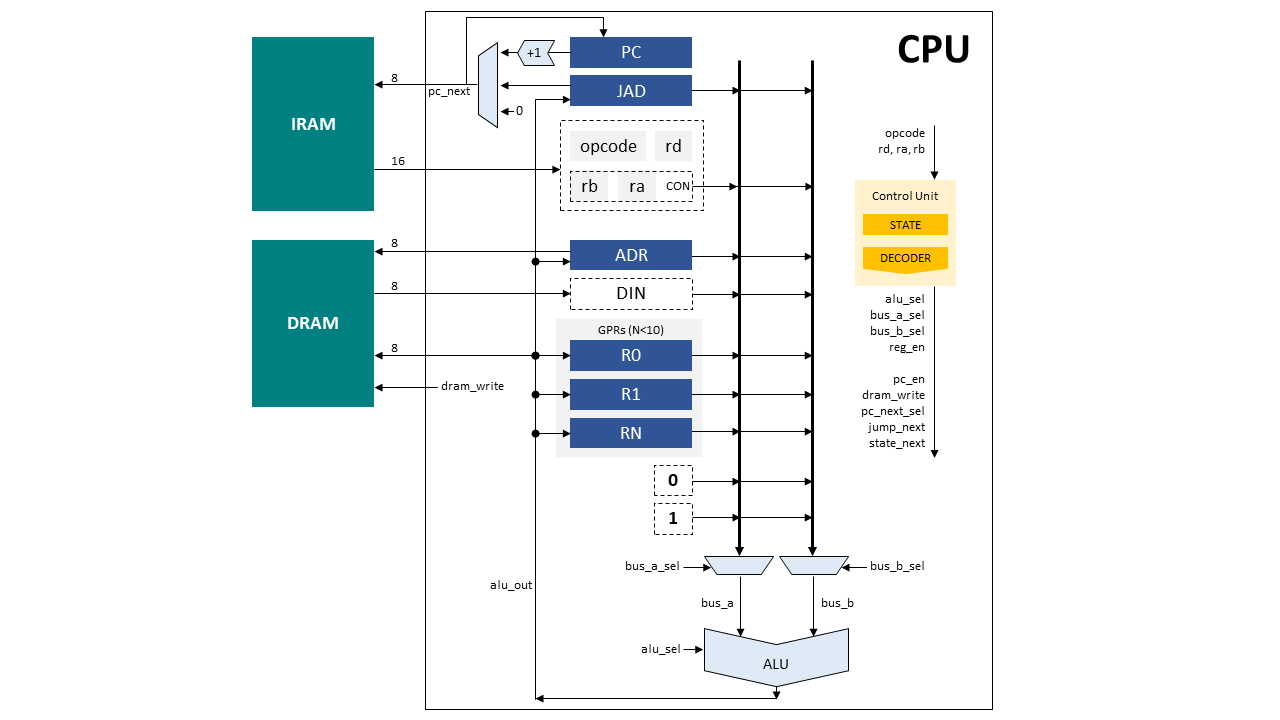 CPU
IRAM
8
pc_next
16
+1
PC
JAD
0
opcode
rd
rb
ra
CON
DRAM
8
8
8
dram_write
ADR
DIN
GPRs (N<10)
R0
R1
RN
0
1
opcode
rd, ra, rb
Control Unit
STATE
DECODER
alu_sel
bus_a_sel
bus_b_sel
reg_en
pc_en
dram_write
pc_next_sel
jump_next
state_next
bus_a_sel
bus_b_sel
alu_out
bus_a
bus_b
alu_sel
ALU